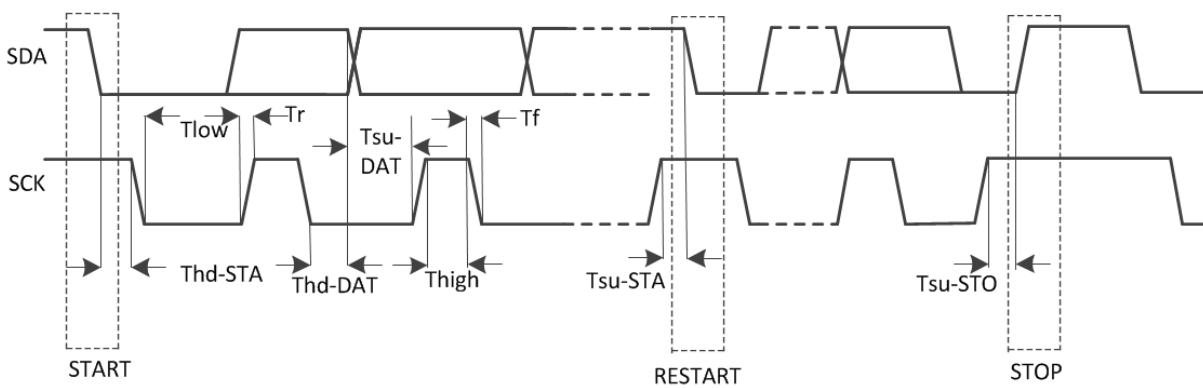 SDA
Tlow
Tr
Tsu-
DAT
Tf
SCK
Thd-STA
Thd-DAT
Thigh
Tsu-STA
Tsu-STO
START
RESTART
STOP